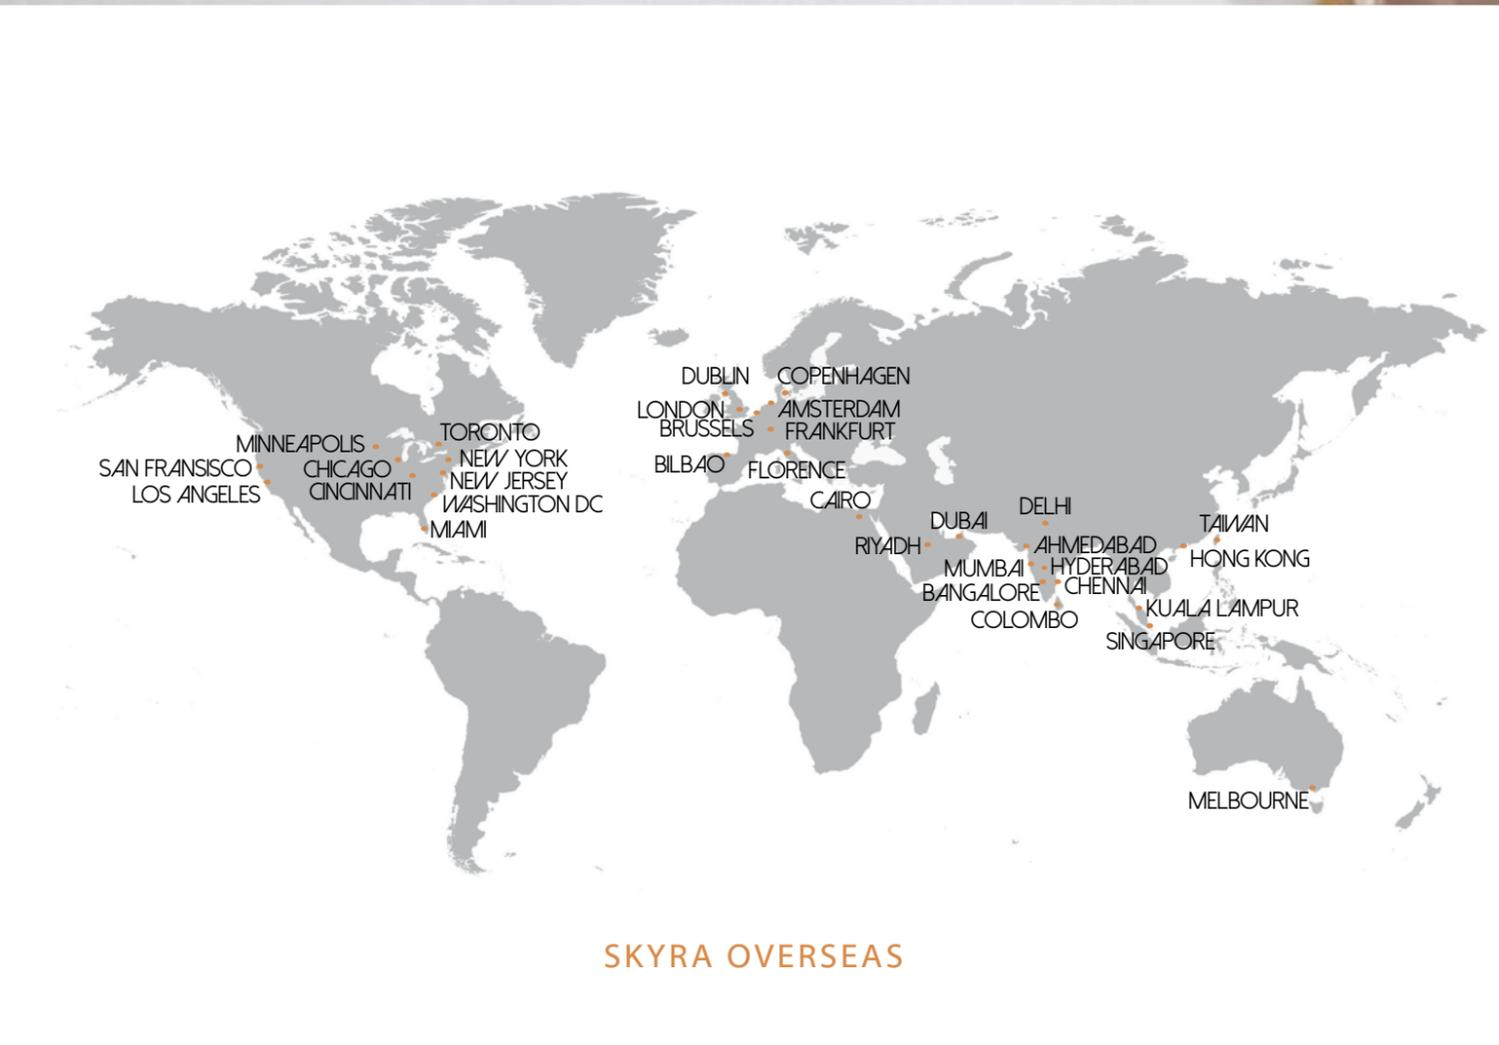 DUBLIN
COPENHAGEN
LONDON
AMSTERDAM
BRUSSELS
FRANKFURT
BILBAO
FLORENCE
TORONTO
MINNEAPOLIS
NEW YORK
SAN FRANSISCO
CHICAGO
NEW JERSEY
LOS ANGELES
CINCINNATI
WASHINGTON DC
MIAMI
CAIRO
DELHI
DUBAI
TAIWAN
RIYADH
AHMEDABAD
HONG KONG
MUMBAI
HYDERABAD
BANGALORE
CHENNAI
COLOMBO
KUALA LAMPUR
SINGAPORE
MELBOURNE
SKYRA OVERSEAS